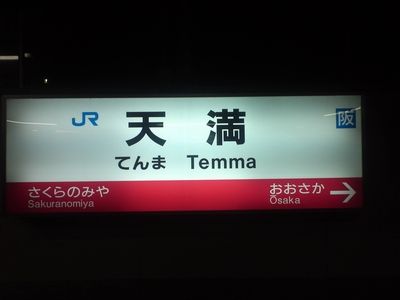 JR 天満 阪
てんま Temma
さくらのみや おおさか →
Sakuranomiya Ōsaka